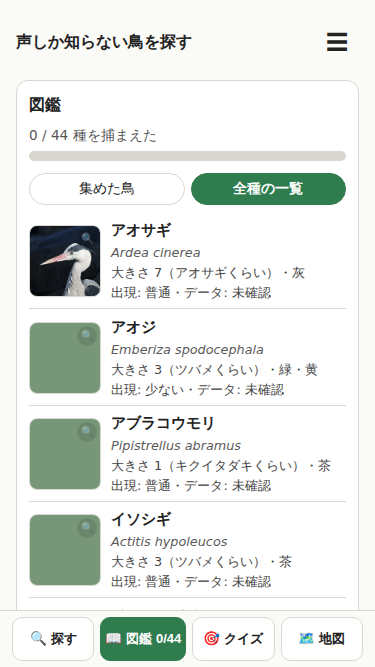 声しか知らない鳥を探す
図鑑
0 / 44 種を捕まえた
集めた鳥
全種の一覧
アオサギ
Ardea cinerea
大きさ 7（アオサギくらい）・灰
出現: 普通・データ: 未確認
アオジ
Emberiza spodocephala
大きさ 3（ツバメくらい）・緑・黄
出現: 少ない・データ: 未確認
アブラコウモリ
Pipistrellus abramus
大きさ 1（キクイタダキくらい）・茶
出現: 普通・データ: 未確認
イソシギ
Actitis hypoleucos
大きさ 3（ツバメくらい）・茶
出現: 普通・データ: 未確認
探す
図鑑 0/44
クイズ
地図